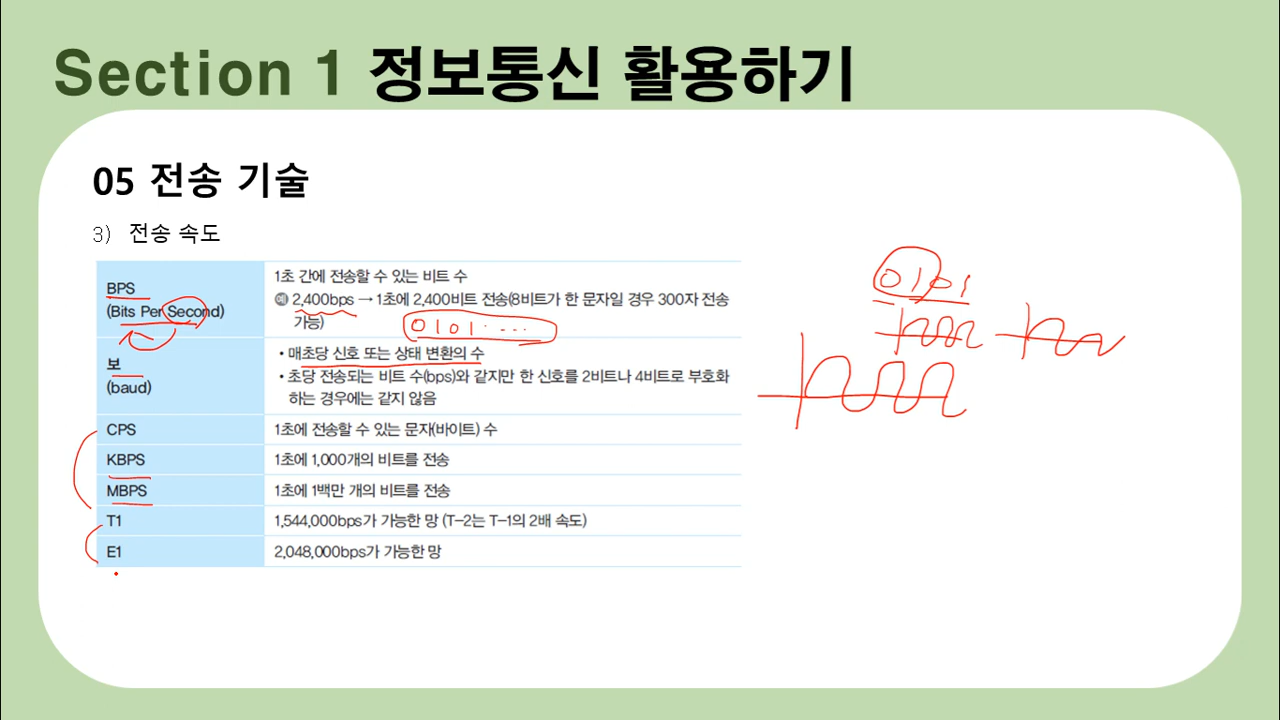 Section 1 정보통신 활용하기
05 전송 기술
3) 전송 속도
BPS
(Bits Per Second)
1초 간에 전송할 수 있는 비트 수
예 2,400bps → 1초에 2,400비트 전송(8비트가 한 문자일 경우 300자 전송
가능)
0101.....
0101
보
(baud)
• 매초당 신호 또는 상태 변환의 수
• 초당 전송되는 비트 수(bps)와 같지만 한 신호를 2비트나 4비트로 부호화
하는 경우에는 같지 않음
CPS
1초에 전송할 수 있는 문자(바이트) 수
KBPS
1초에 1,000개의 비트를 전송
MBPS
1초에 1백만 개의 비트를 전송
T1
1,544,000bps가 가능한 망 (T-2는 T-1의 2배 속도)
E1
2,048,000bps가 가능한 망